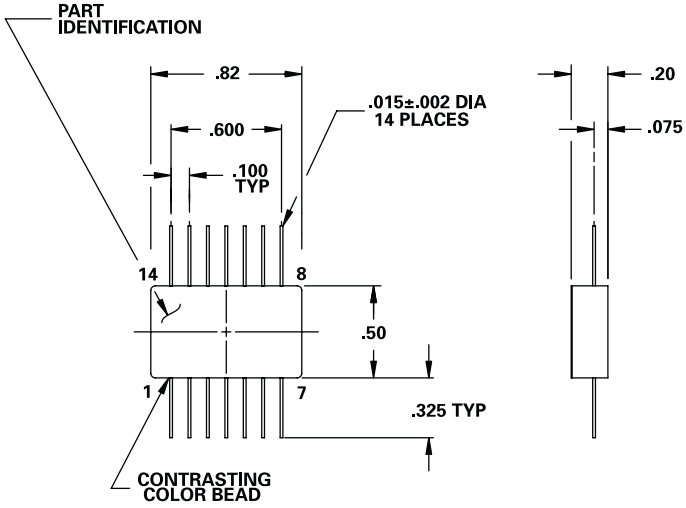 PART
IDENTIFICATION
.82
.20
.015±.002 DIA
14 PLACES
.600
.075
.100
TYP
14
8
.50
1
7
.325 TYP
CONTRASTING
COLOR BEAD